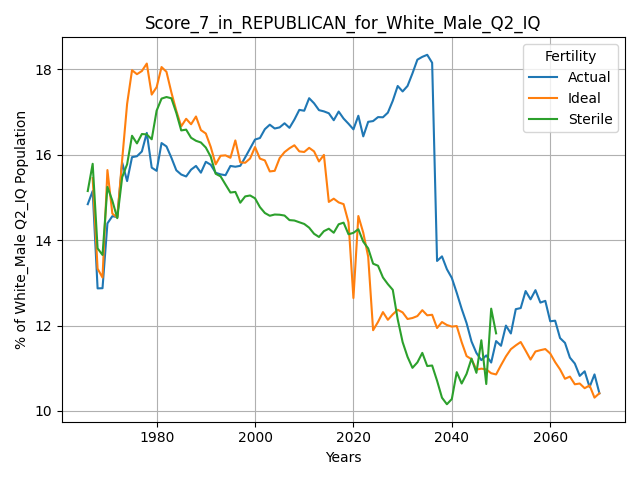 Score_7_in_REPUBLICAN_for_White_Male_Q2_IQ
% of White_Male Q2_IQ Population
18
16
14
12
10
Fertility
Actual
Ideal
Sterile
1980
2000
2020
2040
2060
Years